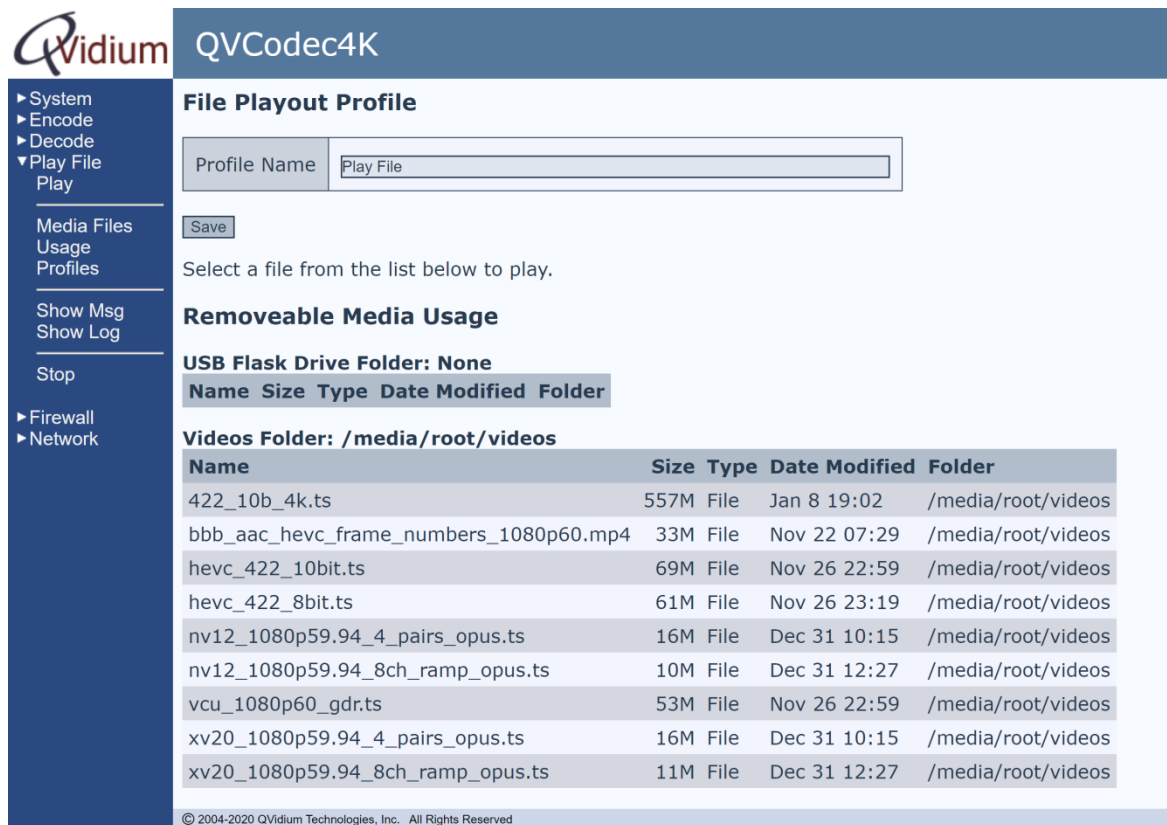 QVidium
QVCodec4K
►System
►Encode
►Decode
▼Play File
Play
Media Files
Usage
Profiles
Show Msg
Show Log
Stop
►Firewall
►Network
File Playout Profile
Profile Name Play File
Save
Select a file from the list below to play.
Removeable Media Usage
USB Flask Drive Folder: None
Name Size Type Date Modified Folder
Videos Folder: /media/root/videos
Name Size Type Date Modified Folder
422_10b_4k.ts 557M File Jan 8 19:02 /media/root/videos
bbb_aac_hevc_frame_numbers_1080p60.mp4 33M File Nov 22 07:29 /media/root/videos
hevc_422_10bit.ts 69M File Nov 26 22:59 /media/root/videos
hevc_422_8bit.ts 61M File Nov 26 23:19 /media/root/videos
nv12_1080p59.94_4_pairs_opus.ts 16M File Dec 31 10:15 /media/root/videos
nv12_1080p59.94_8ch_ramp_opus.ts 10M File Dec 31 12:27 /media/root/videos
vcu_1080p60_gdr.ts 53M File Nov 26 22:59 /media/root/videos
xv20_1080p59.94_4_pairs_opus.ts 16M File Dec 31 10:15 /media/root/videos
xv20_1080p59.94_8ch_ramp_opus.ts 11M File Dec 31 12:27 /media/root/videos
© 2004-2020 QVidium Technologies, Inc. All Rights Reserved